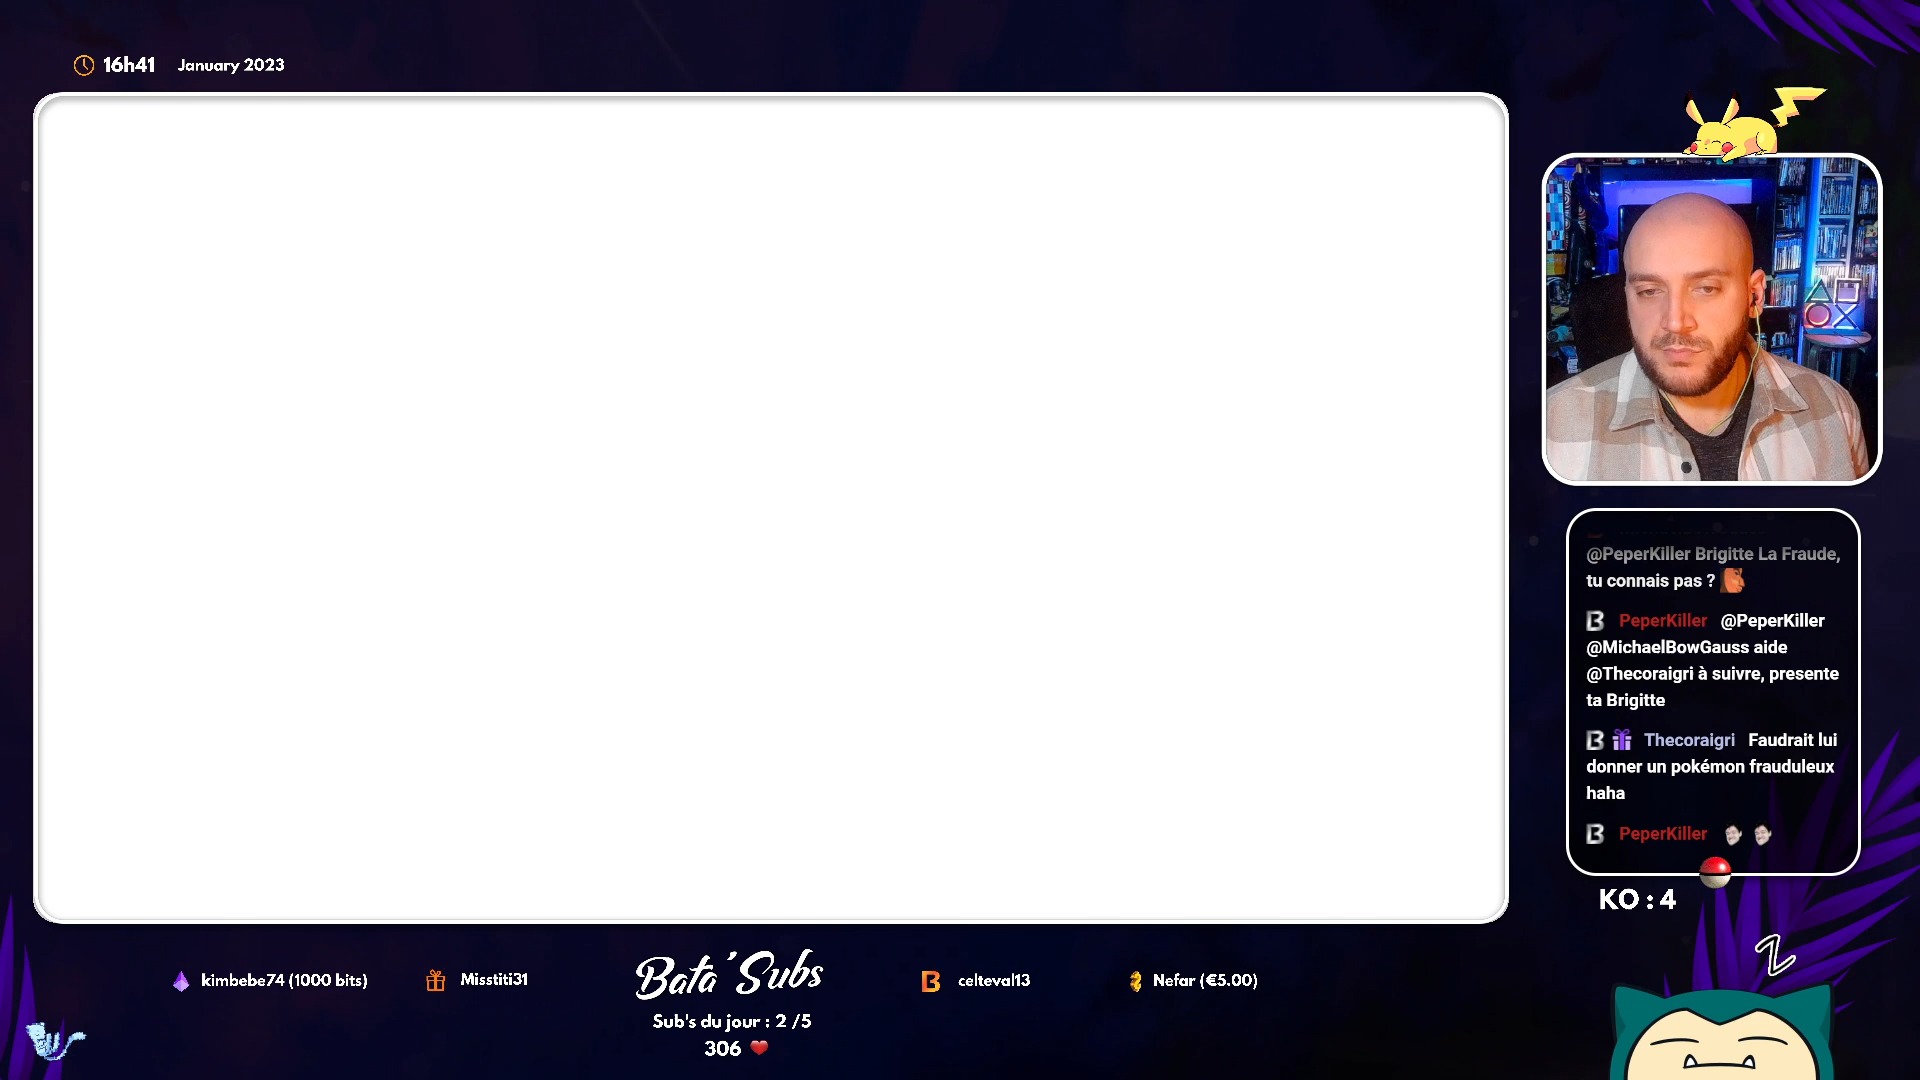 16h41 January 2023
@PeperKiller Brigitte La Fraude,
tu connais pas ?
PeperKiller @PeperKiller
@MichaelBowGauss aide
@Thecoraigri à suivre, presente
ta Brigitte
Thecoraigri Faudrait lui
donner un pokémon frauduleux
haha
PeperKiller
KO : 4
Z
kimbebe74 (1000 bits) Misstiti31 Bata'Subs celteval13 Nefar (€5.00)
Sub's du jour : 2 /5
306